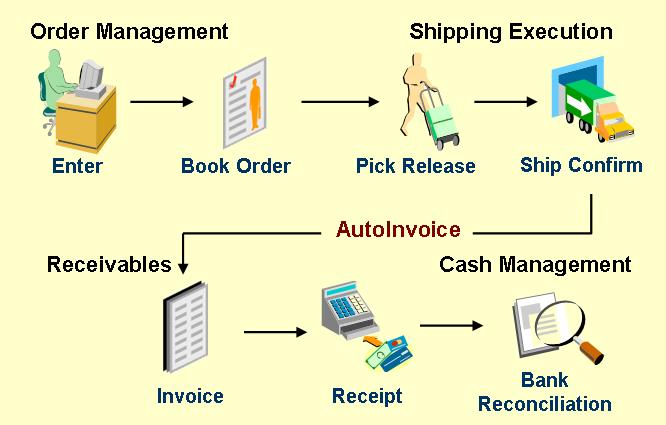 Order Management
Shipping Execution
Enter
Book Order
Pick Release
Ship Confirm
AutoInvoice
Receivables
Cash Management
Invoice
Receipt
Bank
Reconciliation